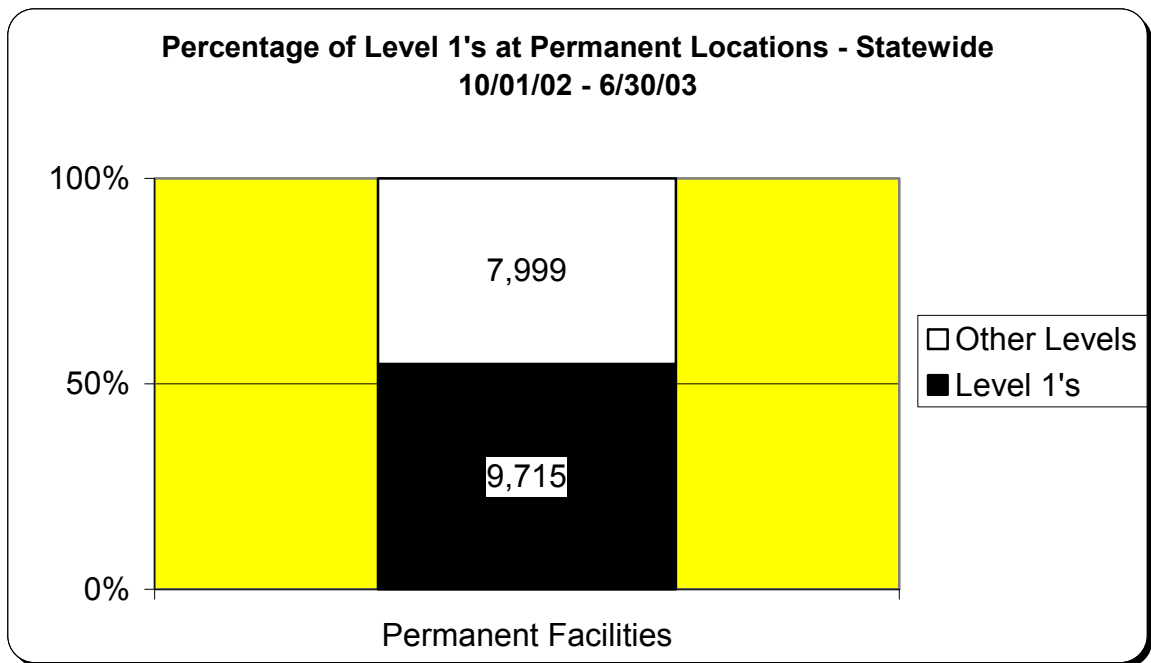 Percentage of Level 1's at Permanent Locations - Statewide
10/01/02 - 6/30/03
100%
7,999
Other Levels
50%
Level 1's
9,715
0%
Permanent Facilities